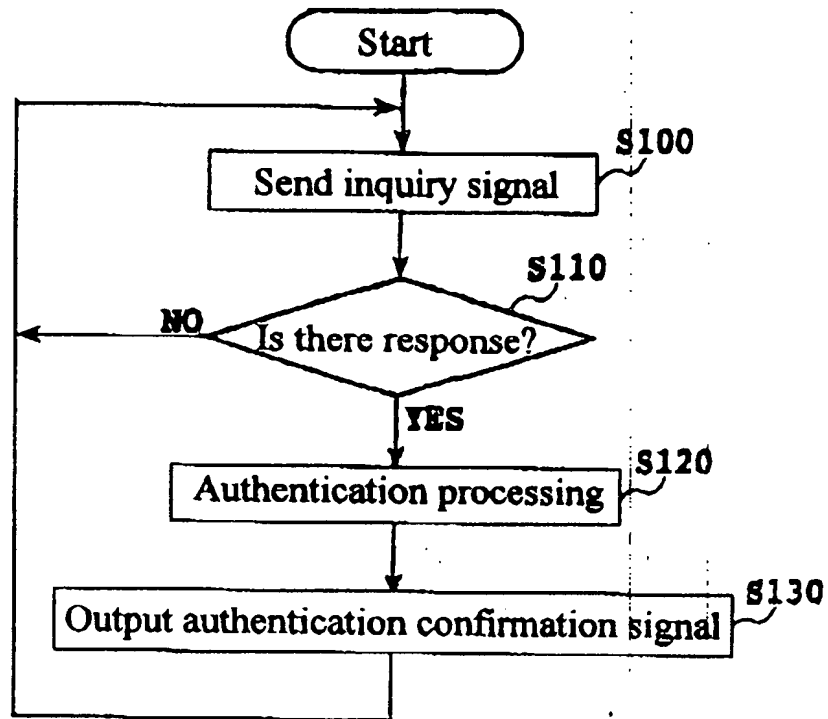 Start
S100
Send inquiry signal
S110
NO
Is there response?
YES
S120
Authentication processing
S130
Output authentication confirmation signal